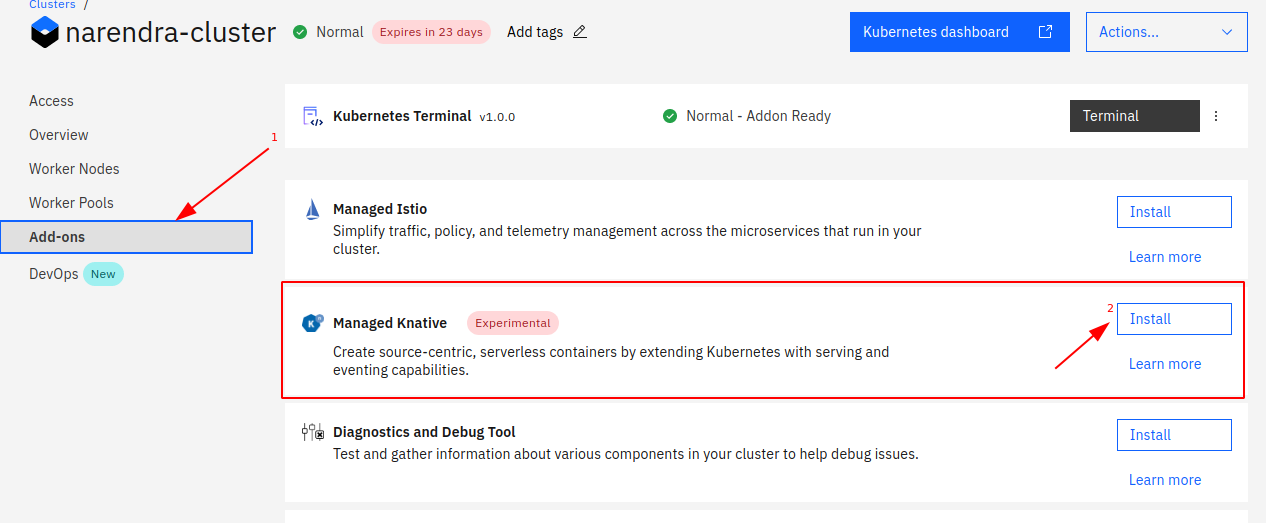 Clusters /
narendra-cluster Normal Expires in 23 days Add tags Kubernetes dashboard Actions...
Access
Overview
Worker Nodes
Worker Pools
Add-ons
DevOps New
1
Kubernetes Terminal v1.0.0 Normal - Addon Ready Terminal
Managed Istio
Simplify traffic, policy, and telemetry management across the microservices that run in your
cluster.
Install
Learn more
Managed Knative Experimental
Create source-centric, serverless containers by extending Kubernetes with serving and
eventing capabilities.
2
Install
Learn more
Diagnostics and Debug Tool
Test and gather information about various components in your cluster to help debug issues.
Install
Learn more